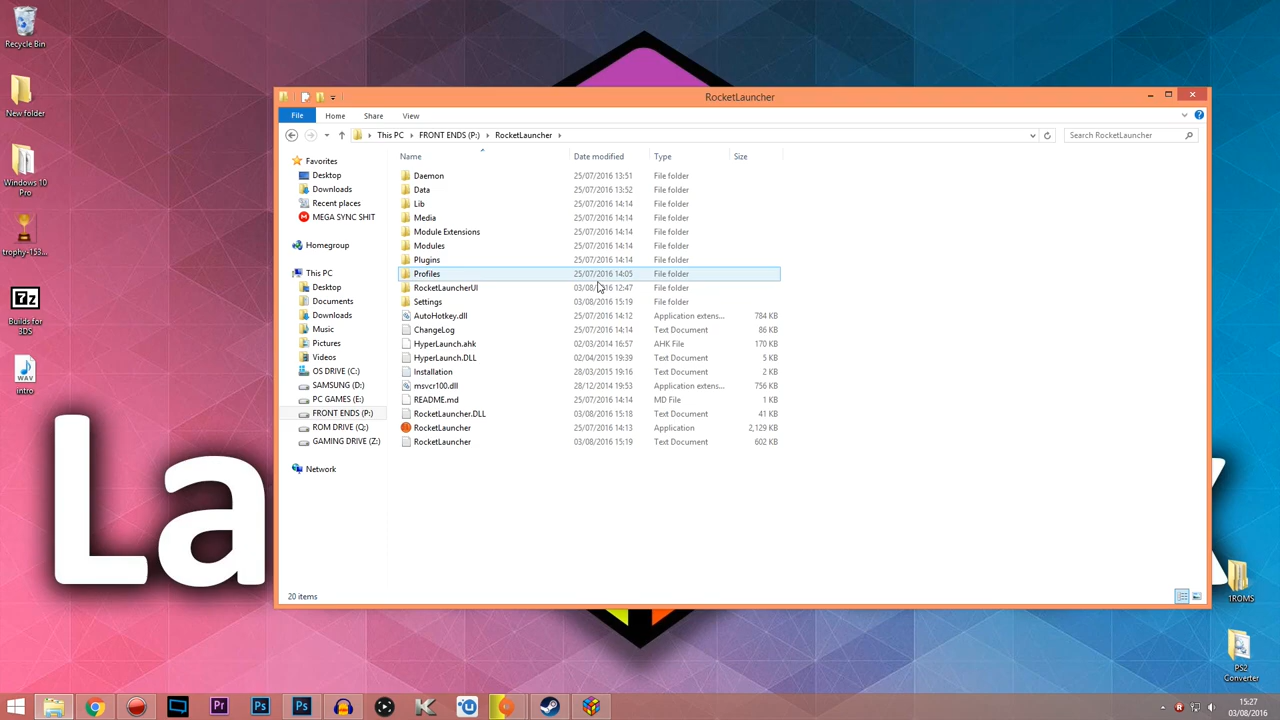 Recycle Bin
New folder
Windows 10
Pro
trophy-153...
7z
Builds for
3DS
WAV
intro
La
RocketLauncher
File Home Share View
This PC FRONT ENDS (P:) RocketLauncher
Search RocketLauncher
Name Date modified Type Size
Favorites
Desktop
Downloads
Recent places
MEGA SYNC SHIT
Homegroup
This PC
Desktop
Documents
Downloads
Music
Pictures
Videos
OS DRIVE (C:)
SAMSUNG (D:)
PC GAMES (E:)
FRONT ENDS (P:)
ROM DRIVE (Q:)
GAMING DRIVE (Z:)
Network
Daemon 25/07/2016 13:51 File folder
Data 25/07/2016 13:52 File folder
Lib 25/07/2016 14:14 File folder
Media 25/07/2016 14:14 File folder
Module Extensions 25/07/2016 14:14 File folder
Modules 25/07/2016 14:14 File folder
Plugins 25/07/2016 14:14 File folder
Profiles 25/07/2016 14:05 File folder
RocketLauncherUI 03/08/2016 12:47 File folder
Settings 03/08/2016 15:19 File folder
AutoHotkey.dll 25/07/2016 14:12 Application extens... 784 KB
ChangeLog 25/07/2016 14:14 Text Document 86 KB
HyperLaunch.ahk 02/03/2014 16:57 AHK File 170 KB
HyperLaunch.DLL 02/04/2015 19:39 Text Document 5 KB
Installation 28/03/2015 19:16 Text Document 2 KB
msvcr100.dll 28/12/2014 19:53 Application extens... 756 KB
README.md 25/07/2016 14:14 MD File 1 KB
RocketLauncher.DLL 03/08/2016 15:18 Text Document 41 KB
RocketLauncher 25/07/2016 14:13 Application 2,129 KB
RocketLauncher 03/08/2016 15:19 Text Document 602 KB
20 items
1ROMS
PS2
Converter
Pr
Ps
Ps
K
15:27
03/08/2016